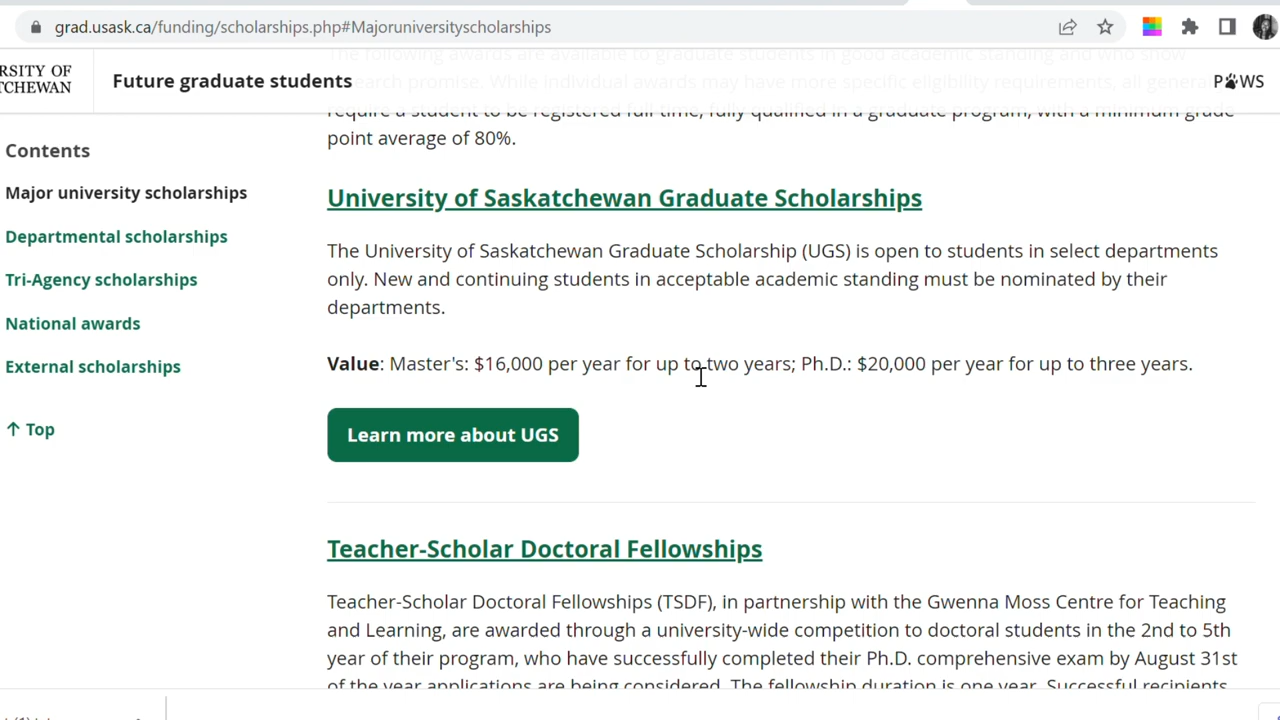 grad.usask.ca/funding/scholarships.php#Majoruniversityscholarships
RSITY OF
TCHEWAN
Future graduate students
P WS
The following awards are available to graduate students in good academic standing and who show
search promise. While individual awards may have more specific eligibility requirements, all genera
require a student to be registered full-time, fully qualified in a graduate program, with a minimum grade
point average of 80%.
Contents
Major university scholarships
Departmental scholarships
Tri-Agency scholarships
National awards
External scholarships
↑ Top
University of Saskatchewan Graduate Scholarships
The University of Saskatchewan Graduate Scholarship (UGS) is open to students in select departments
only. New and continuing students in acceptable academic standing must be nominated by their
departments.
Value: Master's: $16,000 per year for up to two years; Ph.D.: $20,000 per year for up to three years.
Learn more about UGS
Teacher-Scholar Doctoral Fellowships
Teacher-Scholar Doctoral Fellowships (TSDF), in partnership with the Gwenna Moss Centre for Teaching
and Learning, are awarded through a university-wide competition to doctoral students in the 2nd to 5th
year of their program, who have successfully completed their Ph.D. comprehensive exam by August 31st
of the year applications are being considered. The fellowship duration is one year. Successful recipients